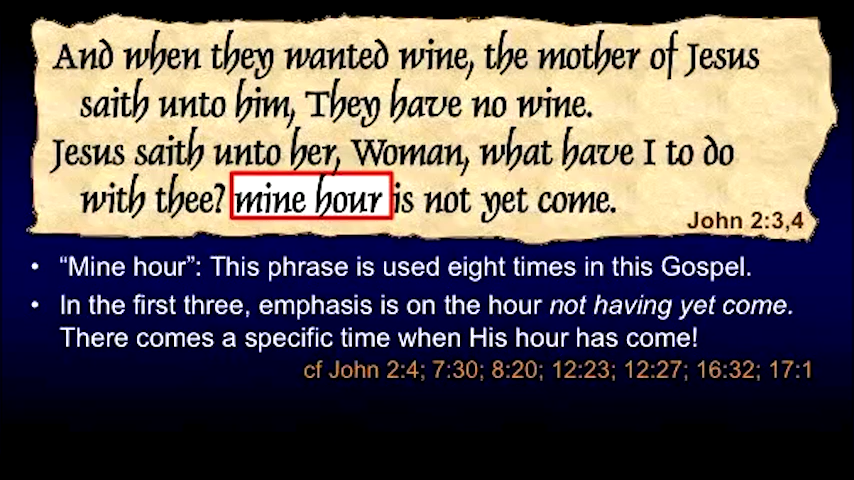 And when they wanted wine, the mother of Jesus
saith unto him, They have no wine.
Jesus saith unto her, Woman, what have I to do
with thee? mine hour is not yet come.
John 2:3,4
• “Mine hour”: This phrase is used eight times in this Gospel.
• In the first three, emphasis is on the hour not having yet come.
There comes a specific time when His hour has come!
cf John 2:4; 7:30; 8:20; 12:23; 12:27; 16:32; 17:1